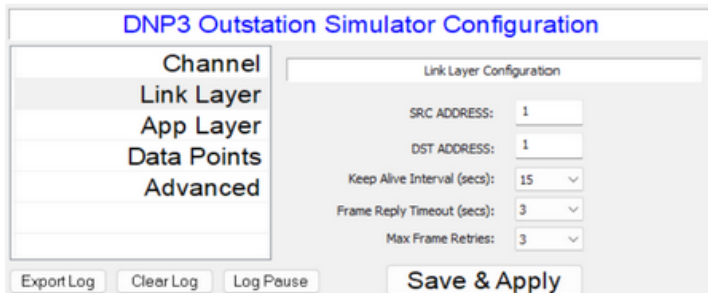 DNP3 Outstation Simulator Configuration
Channel
Link Layer
App Layer
Data Points
Advanced
Link Layer Configuration
SRC ADDRESS: 1
DST ADDRESS: 1
Keep Alive Interval (secs): 15
Frame Reply Timeout (secs): 3
Max Frame Retries: 3
Export Log Clear Log Log Pause Save & Apply